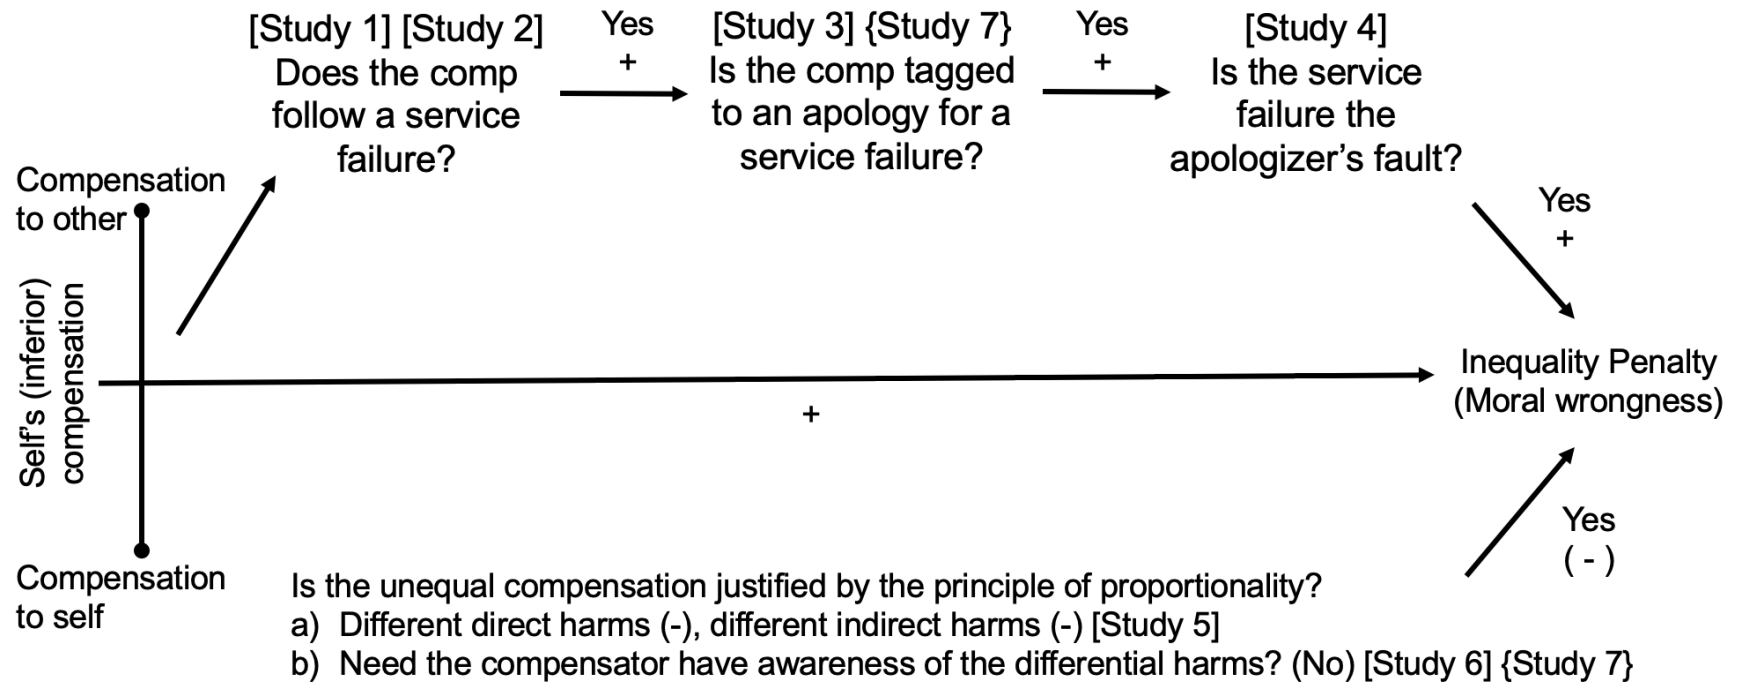 [Study 1] [Study 2]
Does the comp
follow a service
failure?
Yes
+
[Study 3] {Study 7}
Is the comp tagged
to an apology for a
service failure?
Yes
+
[Study 4]
Is the service
failure the
apologizer’s fault?
Yes
+
Compensation
to other
Self’s (inferior)
compensation
Compensation
to self
+
Inequality Penalty
(Moral wrongness)
Yes
( - )
Is the unequal compensation justified by the principle of proportionality?
a) Different direct harms (-), different indirect harms (-) [Study 5]
b) Need the compensator have awareness of the differential harms? (No) [Study 6] {Study 7}